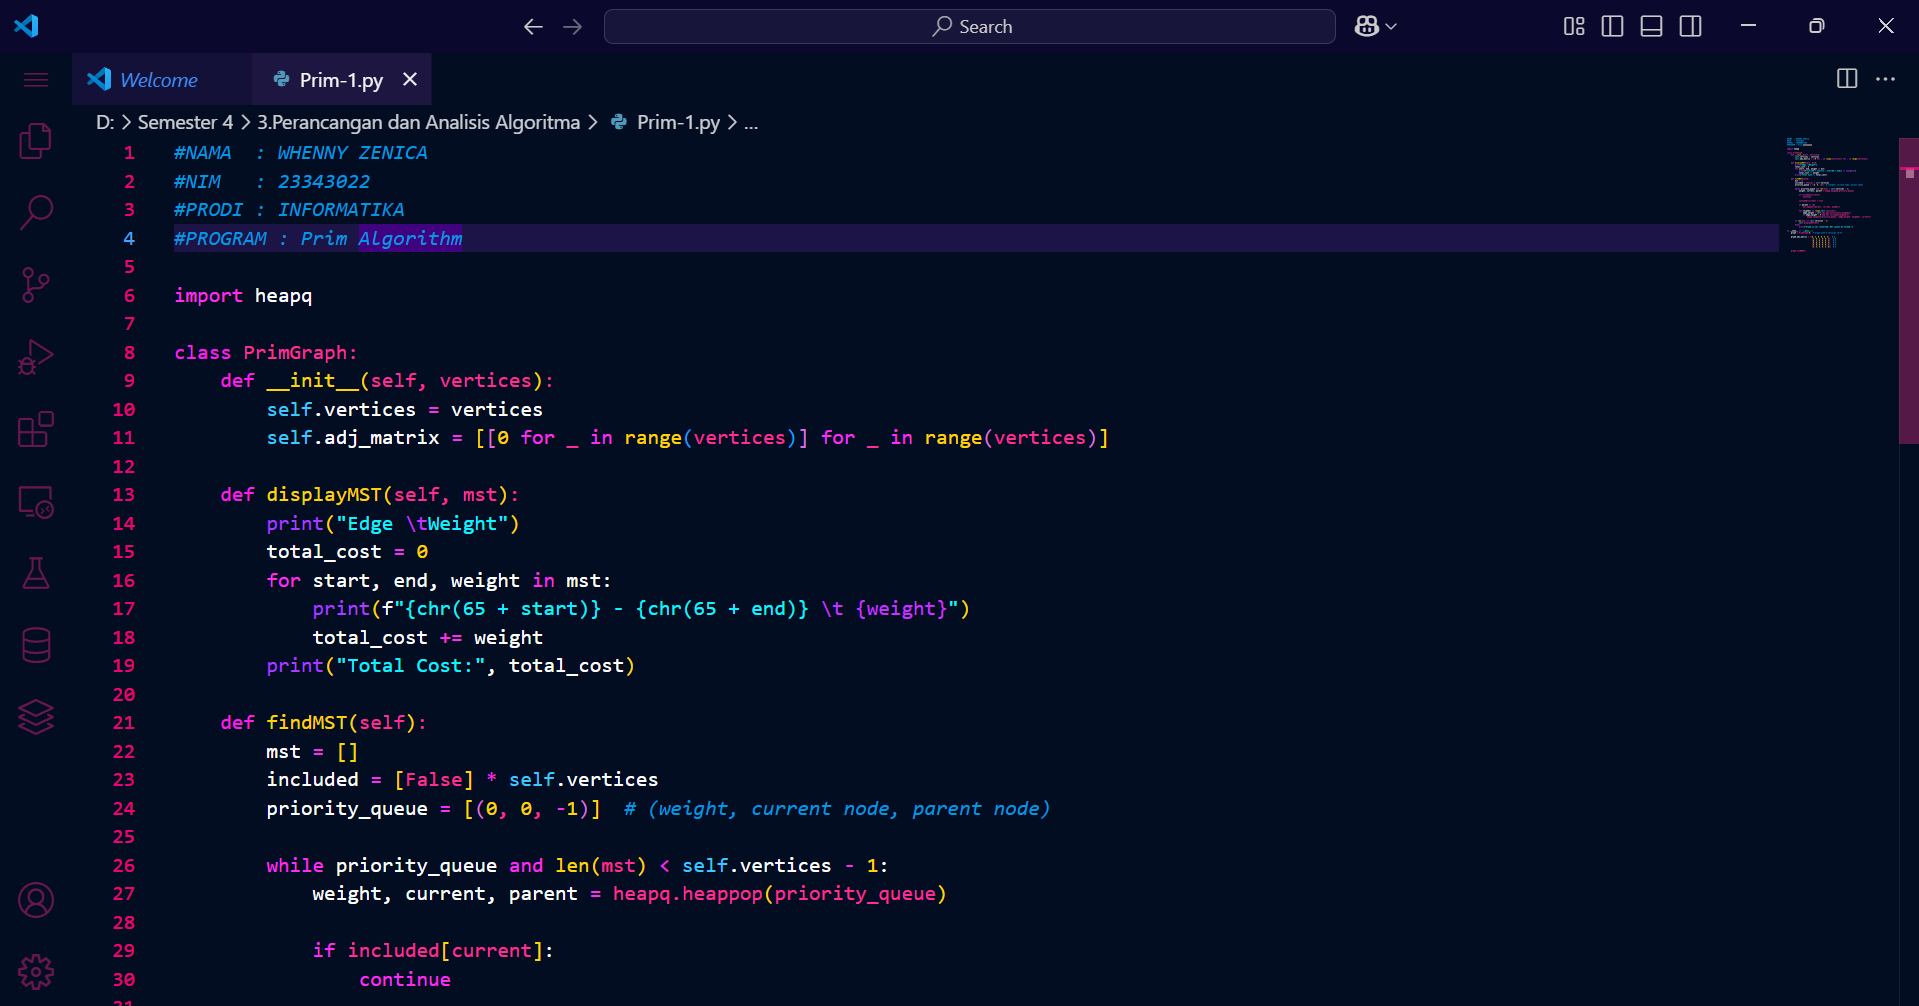 Search
Welcome
Prim-1.py
D: > Semester 4 > 3.Perancangan dan Analisis Algoritma > Prim-1.py > ...
1 #NAMA  : WHENNY ZENICA
2 #NIM   : 23343022
3 #PRODI : INFORMATIKA
4 #PROGRAM : Prim Algorithm
5
6 import heapq
7
8 class PrimGraph:
9     def __init__(self, vertices):
10         self.vertices = vertices
11         self.adj_matrix = [[0 for _ in range(vertices)] for _ in range(vertices)]
12
13     def displayMST(self, mst):
14         print("Edge \tWeight")
15         total_cost = 0
16         for start, end, weight in mst:
17             print(f"{chr(65 + start)} - {chr(65 + end)} \t {weight}")
18             total_cost += weight
19         print("Total Cost:", total_cost)
20
21     def findMST(self):
22         mst = []
23         included = [False] * self.vertices
24         priority_queue = [(0, 0, -1)]  # (weight, current node, parent node)
25
26         while priority_queue and len(mst) < self.vertices - 1:
27             weight, current, parent = heapq.heappop(priority_queue)
28
29             if included[current]:
30                 continue
31